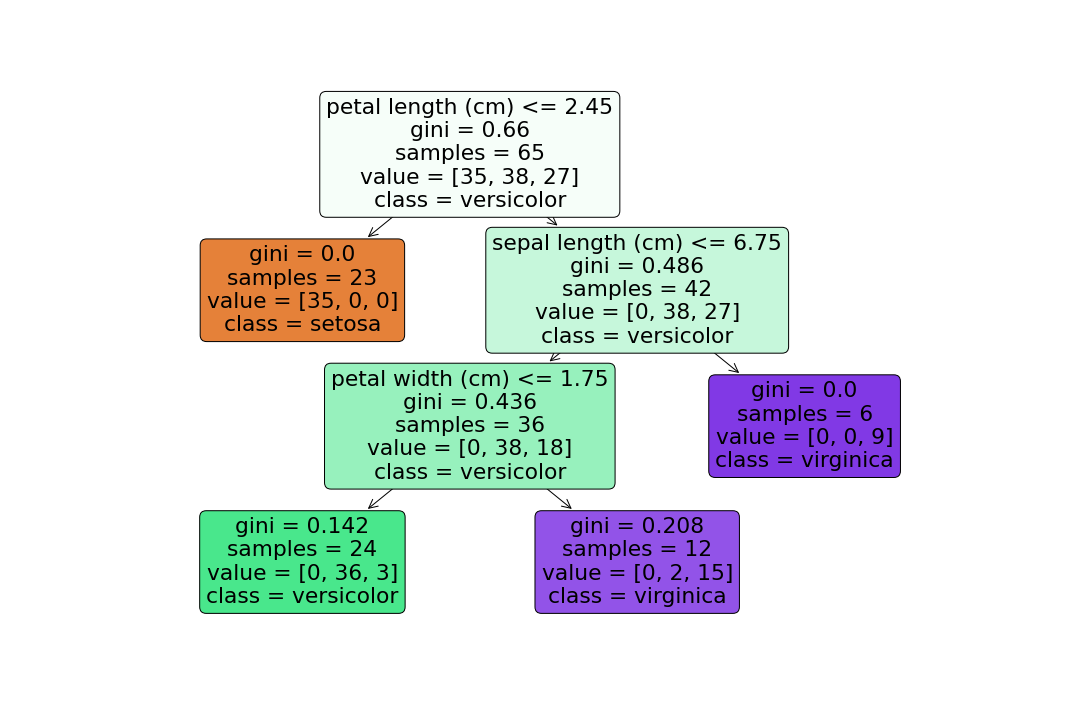 petal length (cm) <= 2.45
gini = 0.66
samples = 65
value = [35, 38, 27]
class = versicolor
gini = 0.0
samples = 23
value = [35, 0, 0]
class = setosa
sepal length (cm) <= 6.75
gini = 0.486
samples = 42
value = [0, 38, 27]
class = versicolor
petal width (cm) <= 1.75
gini = 0.436
samples = 36
value = [0, 38, 18]
class = versicolor
gini = 0.0
samples = 6
value = [0, 0, 9]
class = virginica
gini = 0.142
samples = 24
value = [0, 36, 3]
class = versicolor
gini = 0.208
samples = 12
value = [0, 2, 15]
class = virginica